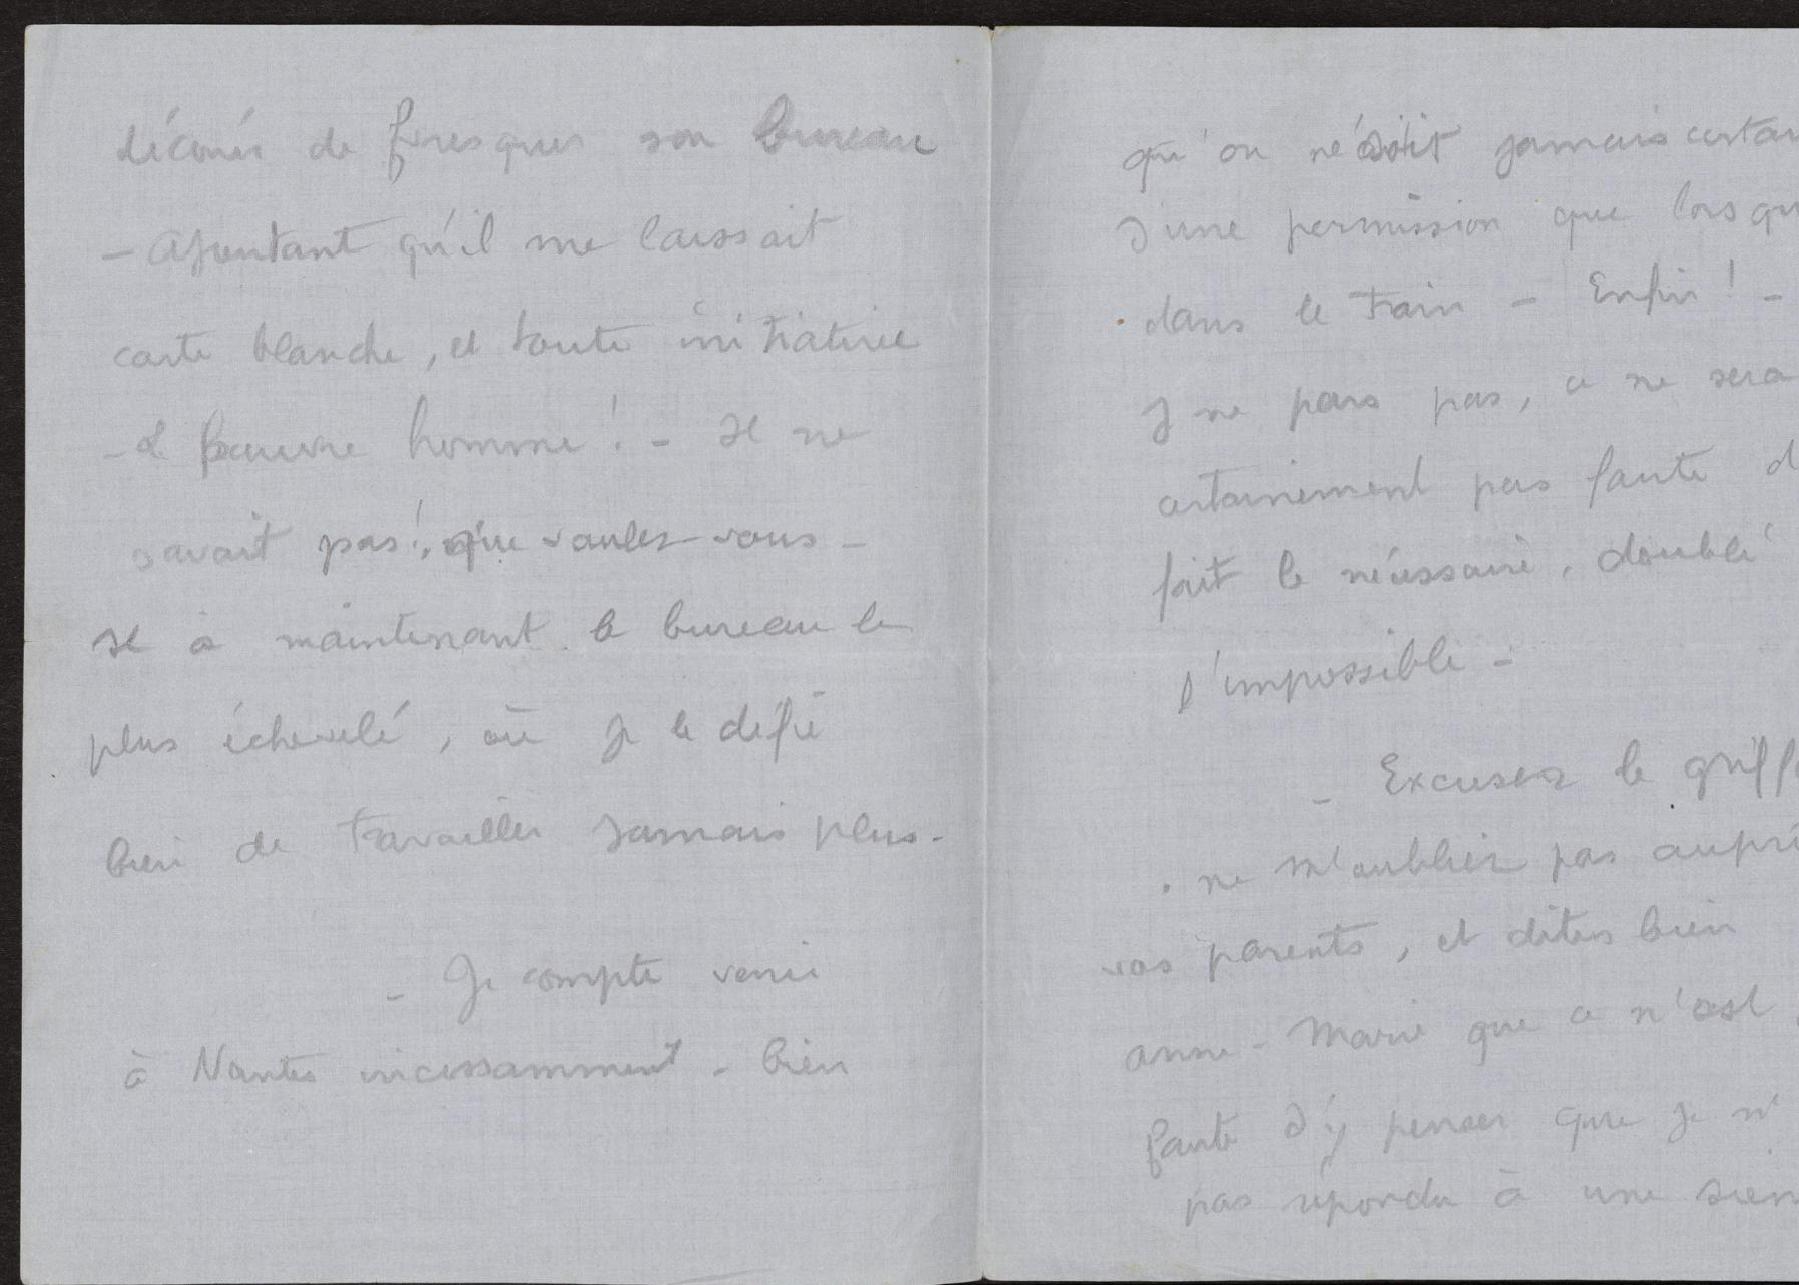 décorés de fresques son bureau
- Ajoutant qu'il me laissait
carte blanche, et toute initiative
- Le pauvre homme ! - Il ne
savait pas !, que voulez-vous -
Il a maintenant le bureau le
plus échevelé, où je le défie
bien de travailler jamais plus -
- Je compte venir
à Nantes incessamment - bien
qu'on ne soit jamais certai
d'une permission que lorsqu
dans le train - Enfin ! -
Je ne pars pas, ce ne sera
certainement pas faute d
fait le nécessaire, doublé
l'impossible -
- Excusez le griff
. ne m'oubliez pas auprè
vos parents, et dites bien
anne-Marie que ce n'est
faute d'y penser que je n'
pas répondu à une sien